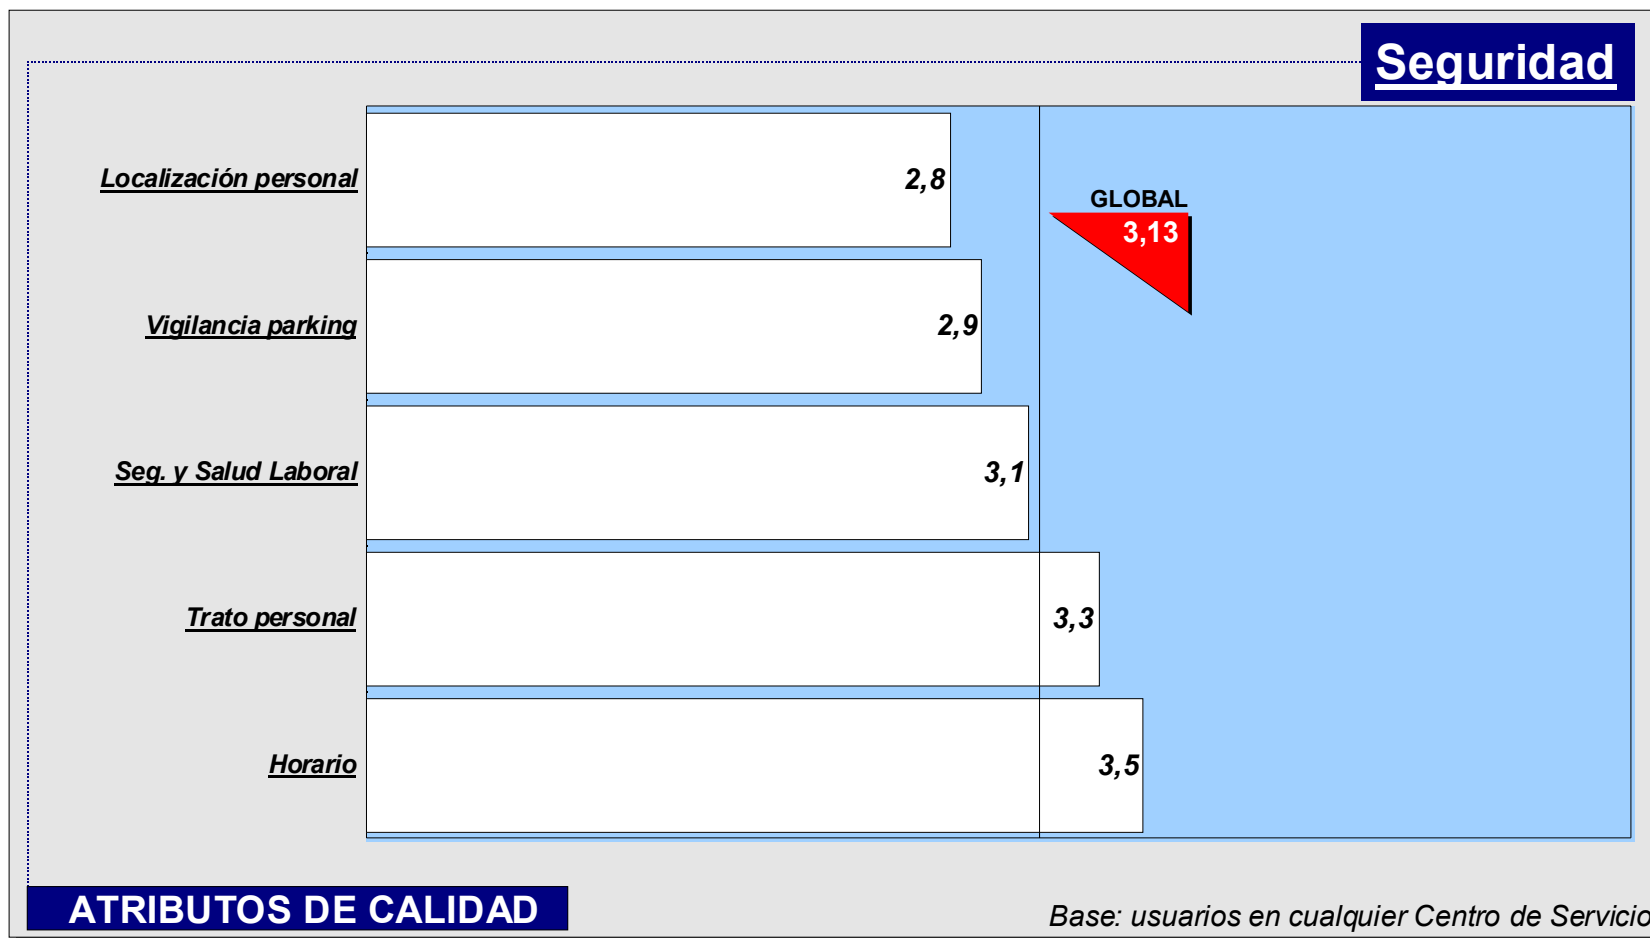 Seguridad
Localización personal
2,8
GLOBAL
3,13
Vigilancia parking
2,9
Seg. y Salud Laboral
3,1
Trato personal
3,3
Horario
3,5
ATRIBUTOS DE CALIDAD
Base: usuarios en cualquier Centro de Servicio